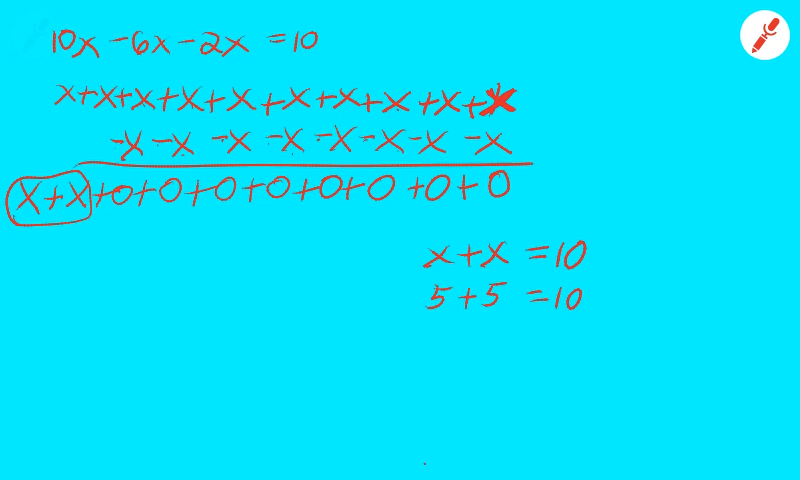 10x - 6x - 2x = 10
x+x+x+x+x+x+x+x+x+x
-x-x-x-x-x-x-x-x
x+x+0+0+0+0+0+0+0+0
x+x = 10
5+5 = 10